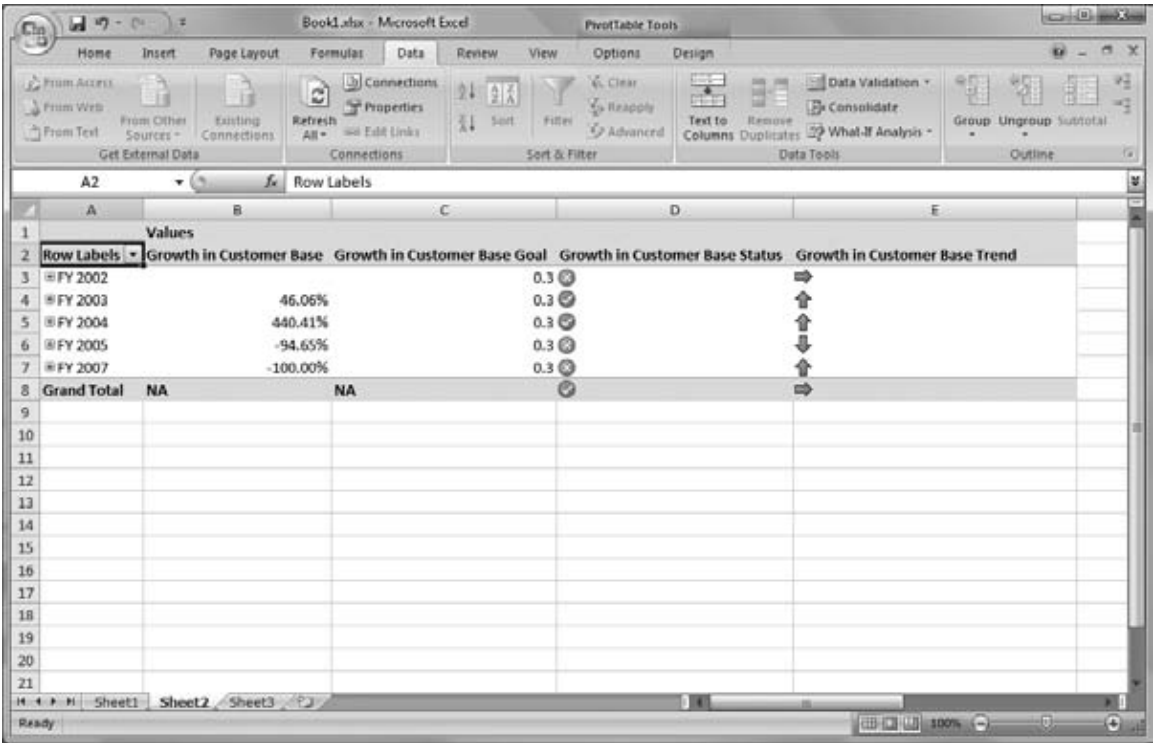 Book1.xlsx - Microsoft Excel PivotTable Tools
Home Insert Page Layout Formulas Data Review View Options Design
From Access
From Web
From Text
From Other Sources
Existing Connections
Get External Data
Refresh All
Connections
Properties
Edit Links
Connections
Sort
Filter
Clear
Reapply
Advanced
Sort & Filter
Text to Columns
Remove Duplicates
Data Validation
Consolidate
What-If Analysis
Data Tools
Group Ungroup Subtotal
Outline
A2 fx Row Labels
A B C D E
1 Values
2 Row Labels Growth in Customer Base Growth in Customer Base Goal Growth in Customer Base Status Growth in Customer Base Trend
3 FY 2002 0.3
4 FY 2003 46.06% 0.3
5 FY 2004 440.41% 0.3
6 FY 2005 -94.65% 0.3
7 FY 2007 -100.00% 0.3
8 Grand Total NA NA
9
10
11
12
13
14
15
16
17
18
19
20
21
Sheet1 Sheet2 Sheet3
Ready 100%